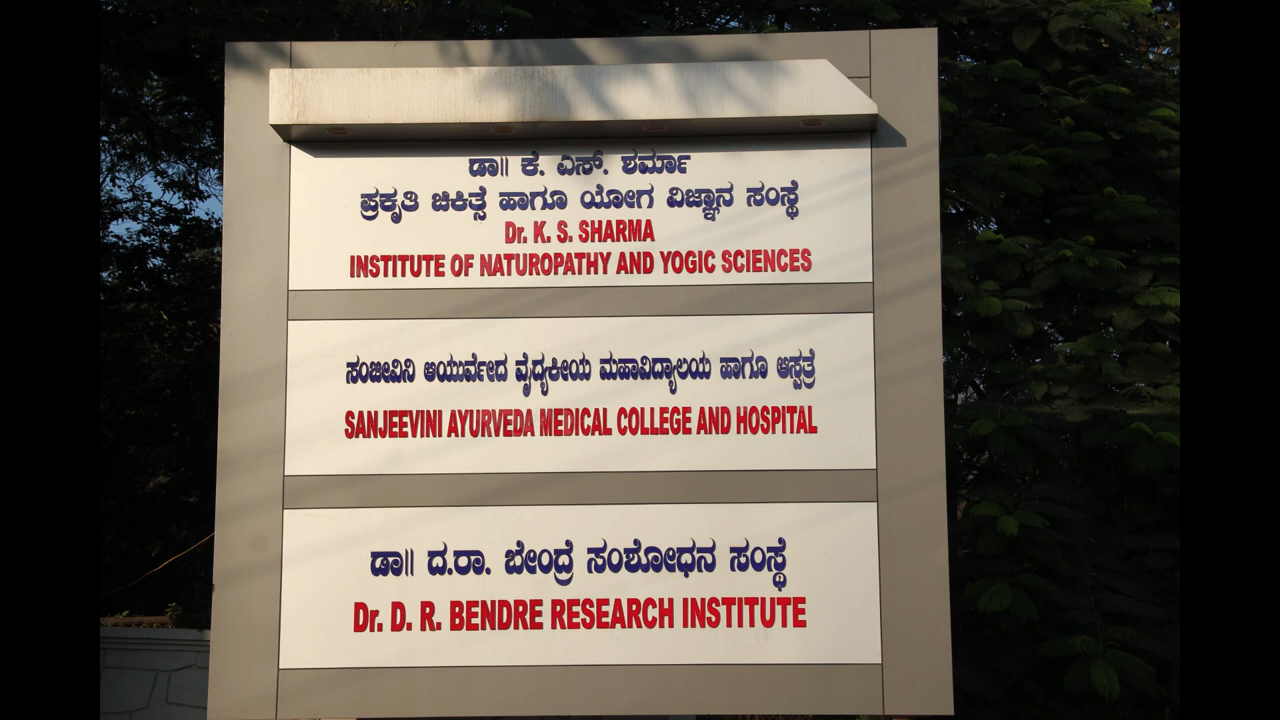 ಡಾ॥ ಕೆ. ಎಸ್. ಶರ್ಮಾ
ಪ್ರಕೃತಿ ಚಿಕಿತ್ಸೆ ಹಾಗೂ ಯೋಗ ವಿಜ್ಞಾನ ಸಂಸ್ಥೆ
Dr. K. S. SHARMA
INSTITUTE OF NATUROPATHY AND YOGIC SCIENCES
ಸಂಜೀವಿನಿ ಆಯುರ್ವೇದ ವೈದ್ಯಕೀಯ ಮಹಾವಿದ್ಯಾಲಯ ಹಾಗೂ ಆಸ್ಪತ್ರೆ
SANJEEVINI AYURVEDA MEDICAL COLLEGE AND HOSPITAL
ಡಾ॥ ದ.ರಾ. ಬೇಂದ್ರೆ ಸಂಶೋಧನ ಸಂಸ್ಥೆ
Dr. D. R. BENDRE RESEARCH INSTITUTE